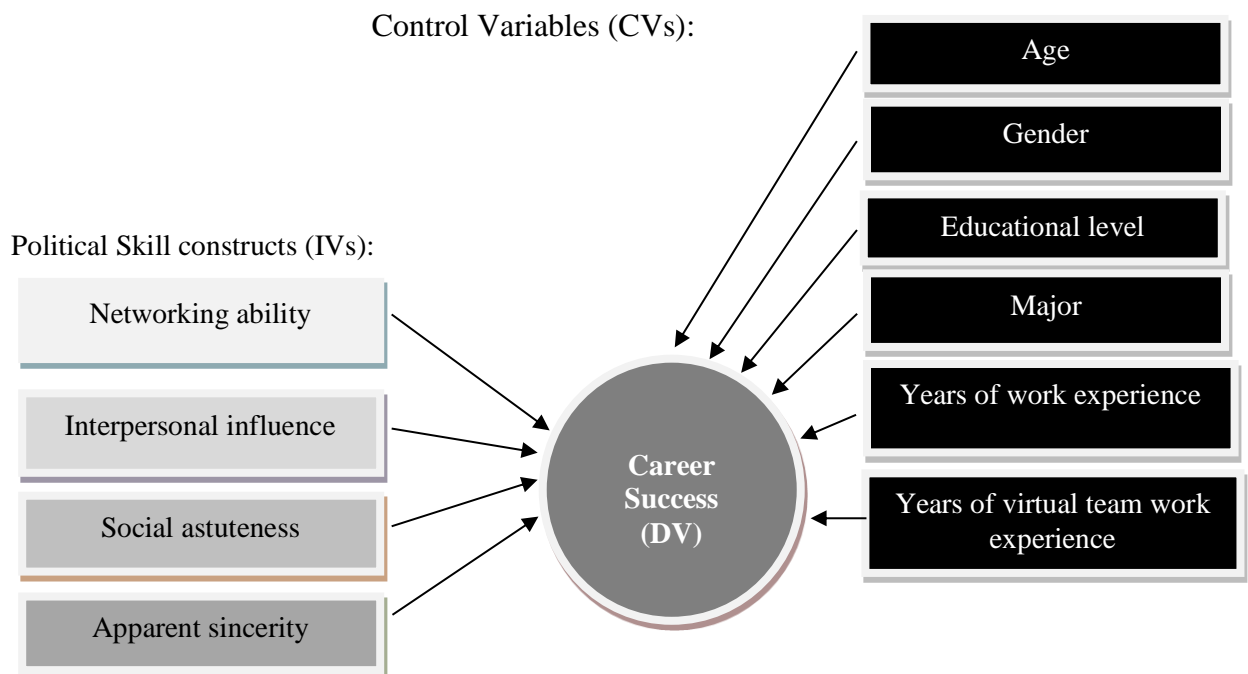 Control Variables (CVs):
Age
Gender
Educational level
Major
Years of work experience
Years of virtual team work
experience
Political Skill constructs (IVs):
Networking ability
Interpersonal influence
Social astuteness
Apparent sincerity
Career
Success
(DV)